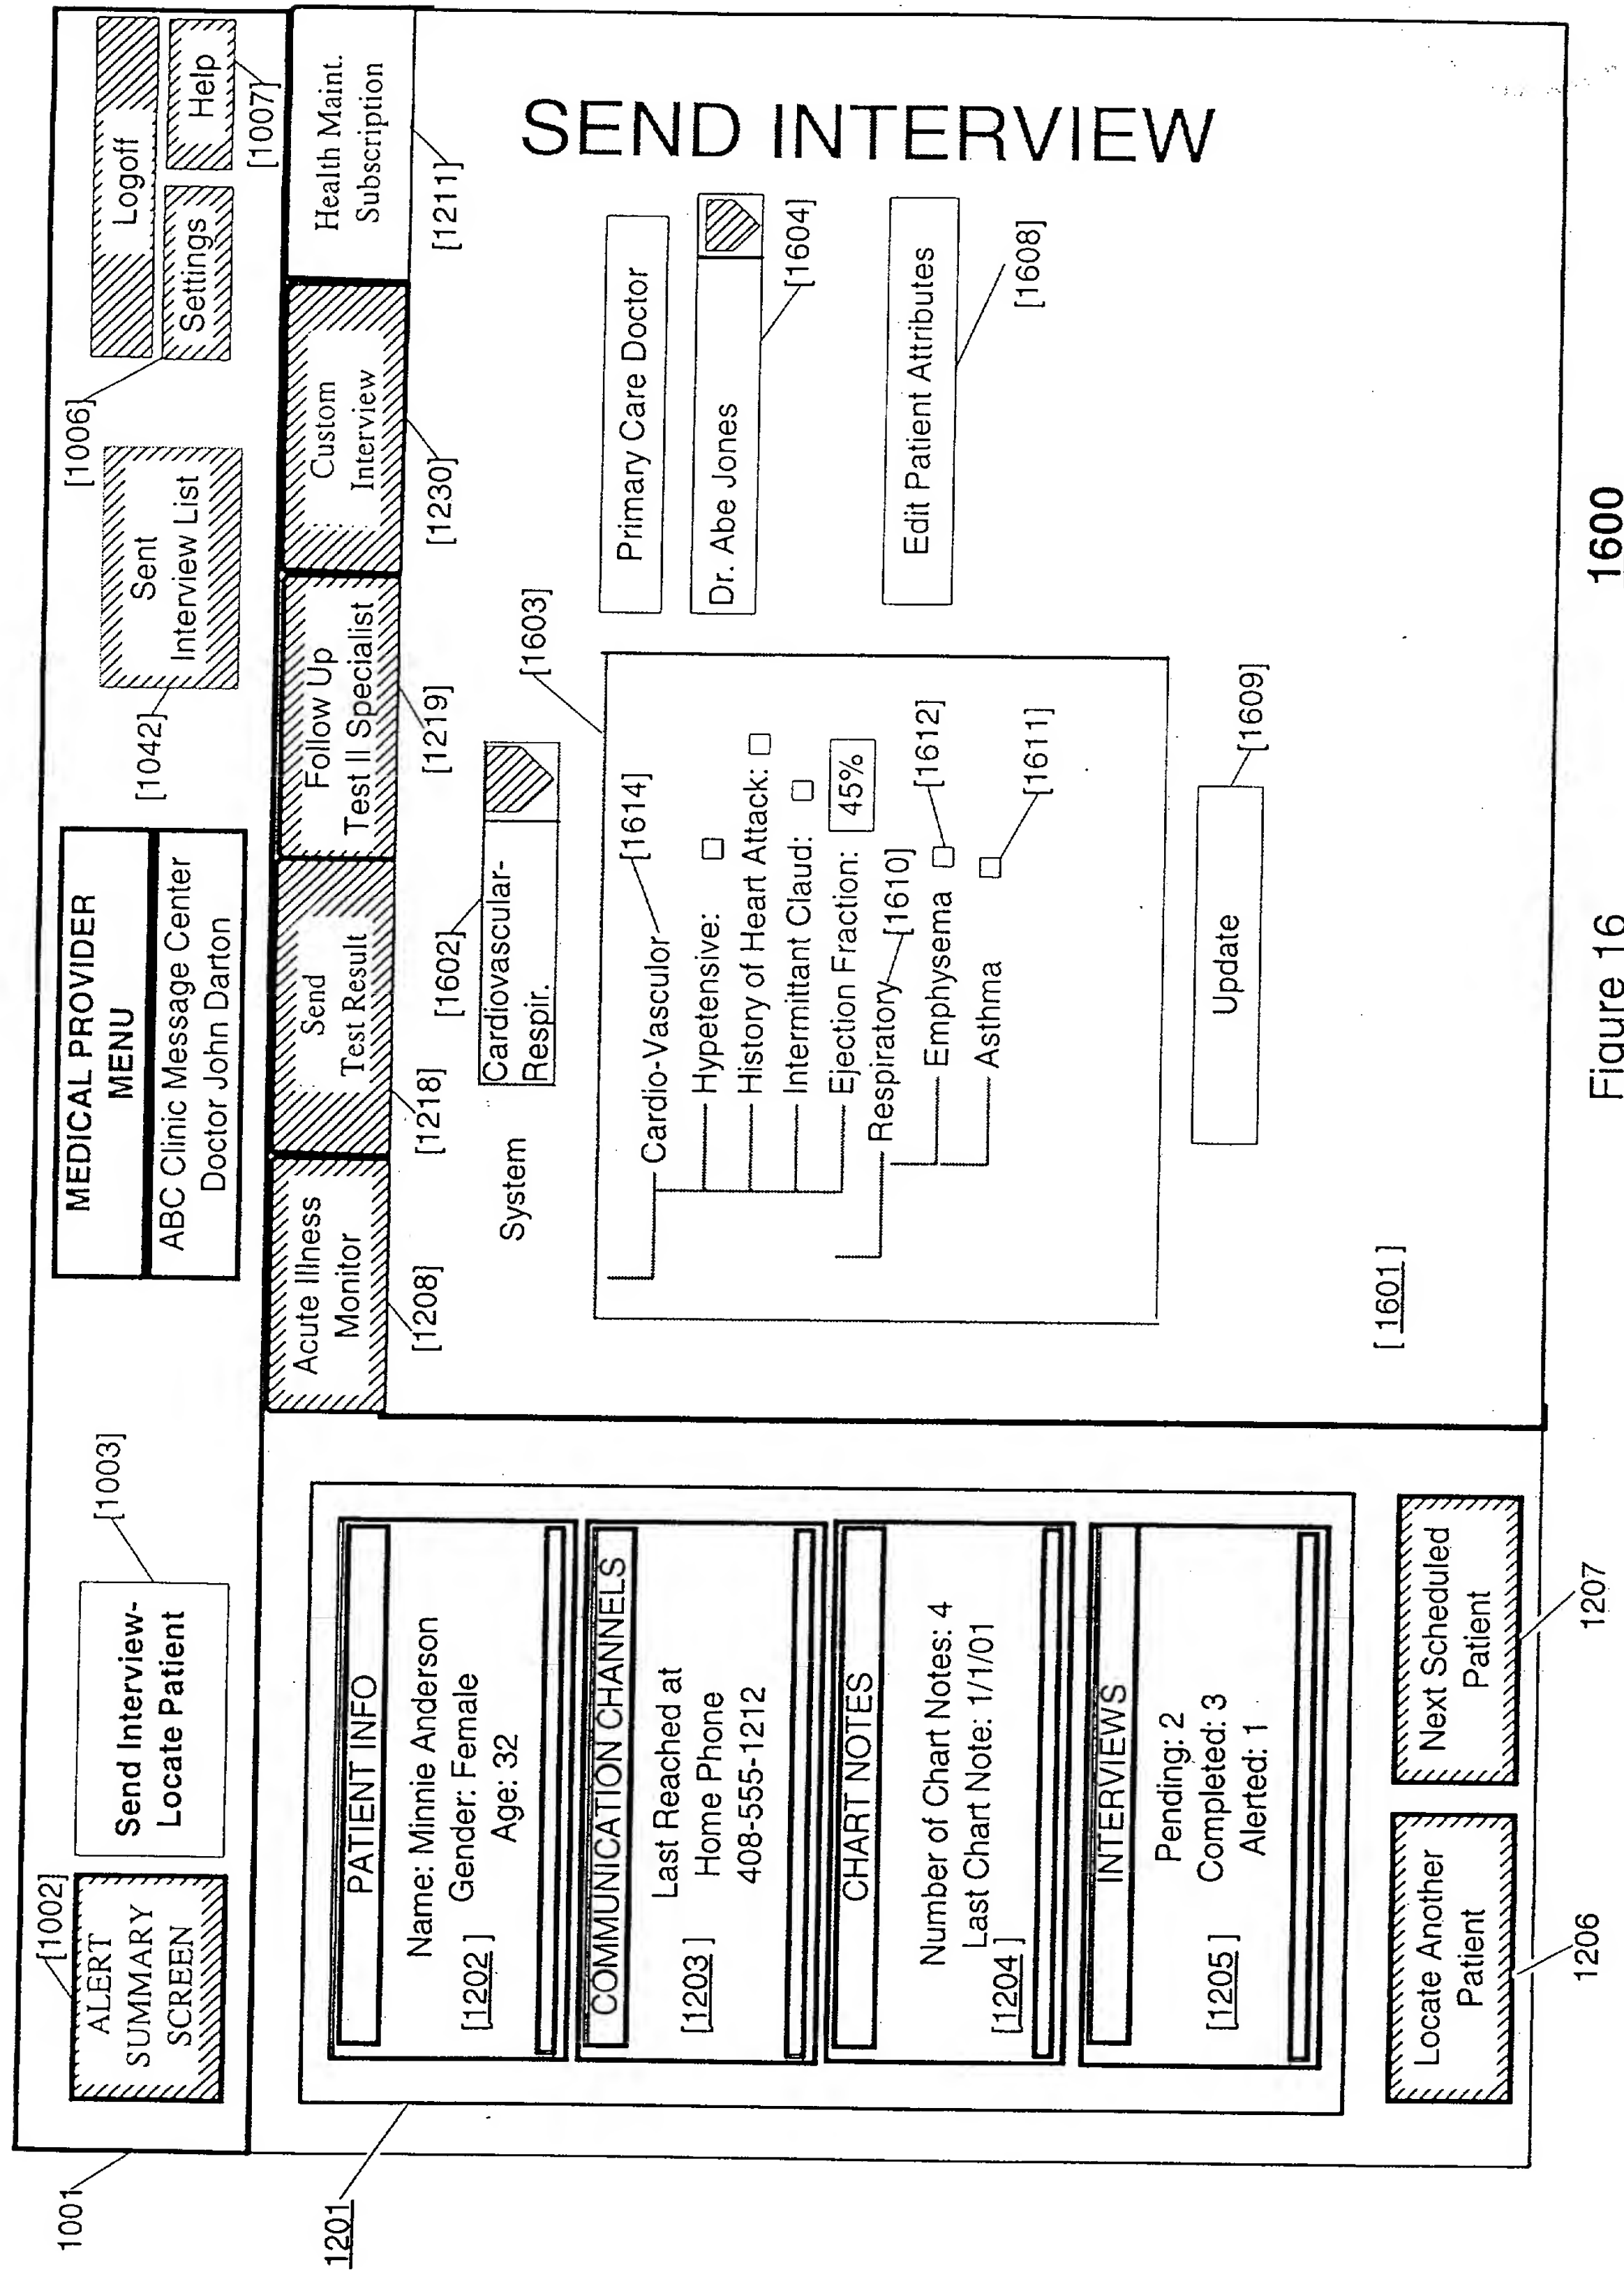 1001
[1002]
ALERT
SUMMARY
SCREEN
Send Interview-
Locate Patient
[1003]
MEDICAL PROVIDER
MENU
ABC Clinic Message Center
Doctor John Darton
[1042]
Sent
Interview List
[1006]
Logoff
Settings
Help
[1007]
1201
PATIENT INFO
Name: Minnie Anderson
Gender: Female
Age: 32
[1202]
COMMUNICATION CHANNELS
Last Reached at
Home Phone
408-555-1212
[1203]
CHART NOTES
Number of Chart Notes: 4
Last Chart Note: 1/1/01
[1204]
INTERVIEWS
Pending: 2
Completed: 3
Alerted: 1
[1205]
Locate Another
Patient
1206
Next Scheduled
Patient
1207
Acute Illness
Monitor
[1208]
Send
Test Result
[1218]
Follow Up
Test II Specialist
[1219]
Custom
Interview
[1230]
Health Maint.
Subscription
[1211]
SEND INTERVIEW
System
[1602]
Cardiovascular-
Respir.
[1603]
Cardio-Vasculor
[1614]
Hypetensive:
History of Heart Attack:
Intermittant Claud:
Ejection Fraction: 45%
Respiratory
[1610]
Emphysema
[1612]
Asthma
[1611]
Update
[1609]
Primary Care Doctor
Dr. Abe Jones
[1604]
Edit Patient Attributes
[1608]
[1601]
Figure 16
1600